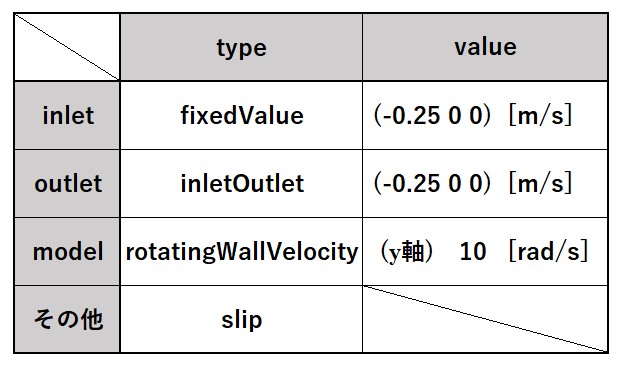 type value
inlet fixedValue (-0.25 0 0) [m/s]
outlet inletOutlet (-0.25 0 0) [m/s]
model rotatingWallVelocity (y軸) 10 [rad/s]
その他 slip